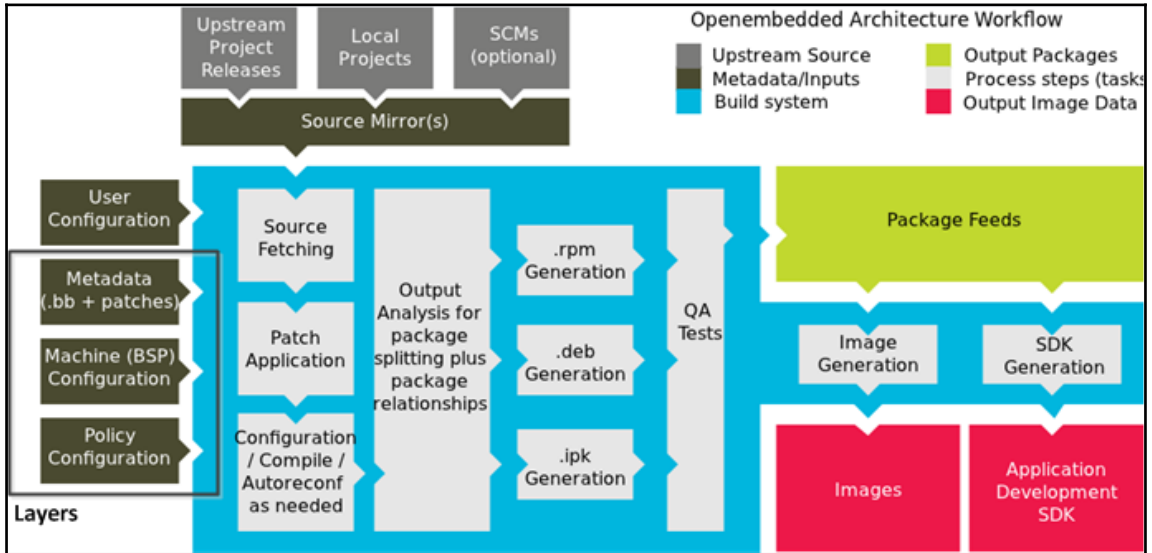 Openembedded Architecture Workflow
Upstream
Project
Releases
Local
Projects
SCMs
(optional)
Upstream Source
Metadata/Inputs
Build system
Output Packages
Process steps (tasks
Output Image Data
Source Mirror(s)
User
Configuration
Metadata
(.bb + patches)
Machine (BSP)
Configuration
Policy
Configuration
Layers
Source
Fetching
Patch
Application
Configuration
/ Compile /
Autoreconf
as needed
Output
Analysis for
package
splitting plus
package
relationships
.rpm
Generation
.deb
Generation
.ipk
Generation
QA
Tests
Package Feeds
Image
Generation
SDK
Generation
Images
Application
Development
SDK